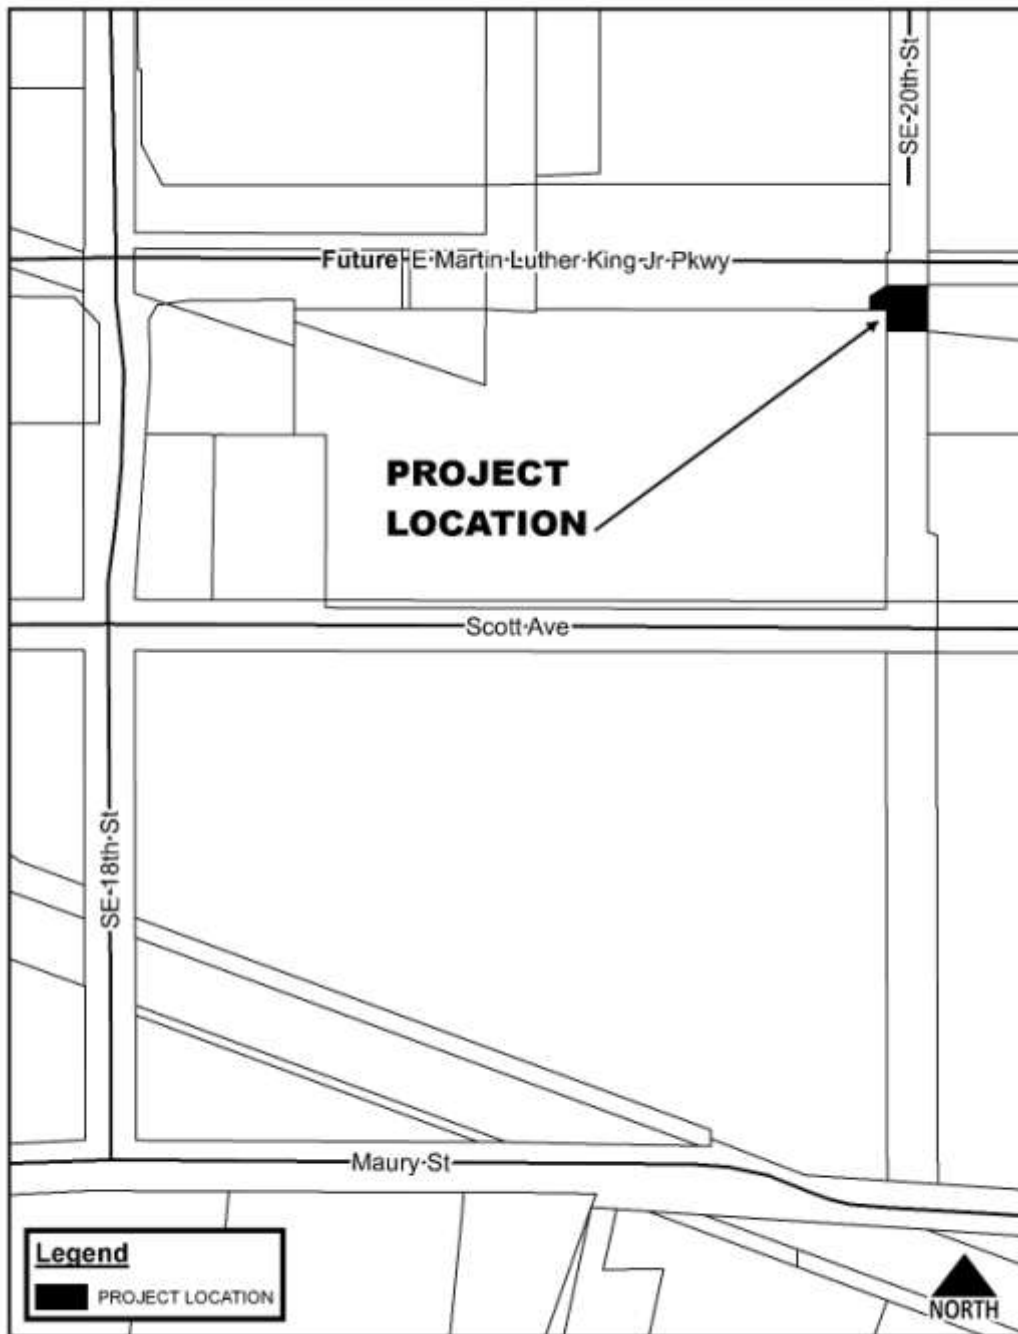 SE 20th St
Future E Martin Luther King Jr Pkwy
PROJECT
LOCATION
Scott Ave
SE 18th St
Maury St
Legend
PROJECT LOCATION
NORTH